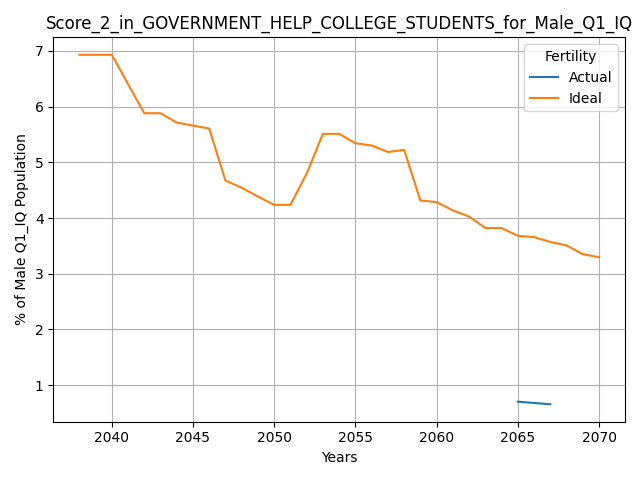 Score_2_in_GOVERNMENT_HELP_COLLEGE_STUDENTS_for_Male_Q1_IQ
Fertility
Actual
Ideal
% of Male Q1_IQ Population
7
6
5
4
3
2
1
2040 2045 2050 2055 2060 2065 2070
Years